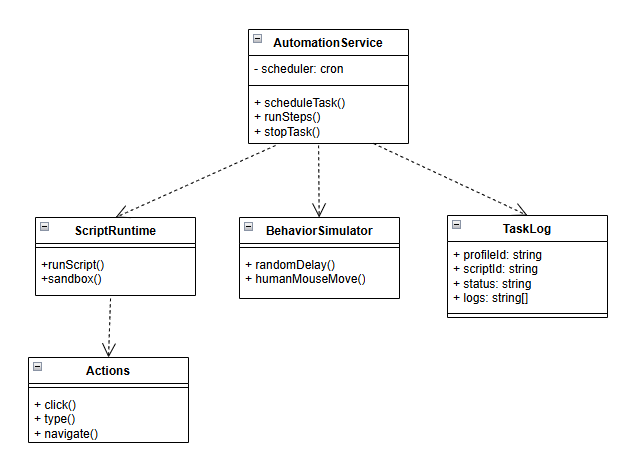 AutomationService
- scheduler: cron
+ scheduleTask()
+ runSteps()
+ stopTask()
ScriptRuntime
+runScript()
+sandbox()
BehaviorSimulator
+ randomDelay()
+ humanMouseMove()
TaskLog
+ profileId: string
+ scriptId: string
+ status: string
+ logs: string[]
Actions
+ click()
+ type()
+ navigate()